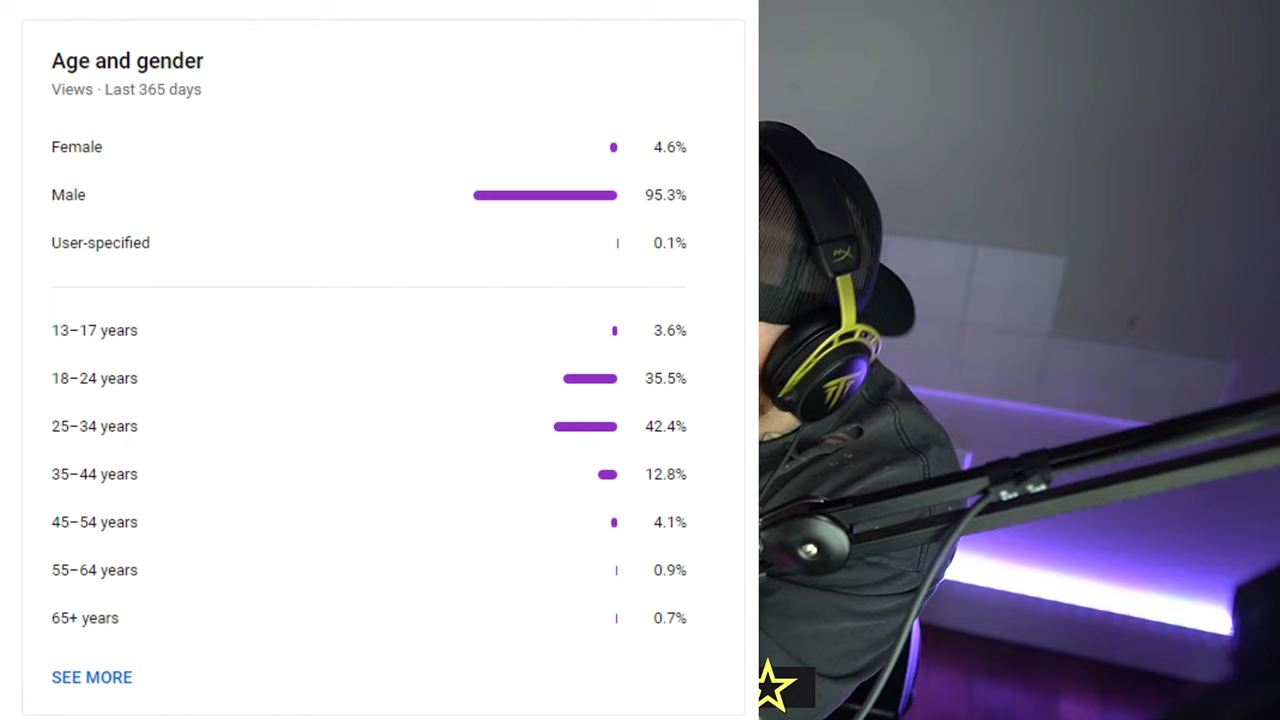 Age and gender
Views · Last 365 days
Female 4.6%
Male 95.3%
User-specified 0.1%
13–17 years 3.6%
18–24 years 35.5%
25–34 years 42.4%
35–44 years 12.8%
45–54 years 4.1%
55–64 years 0.9%
65+ years 0.7%
SEE MORE